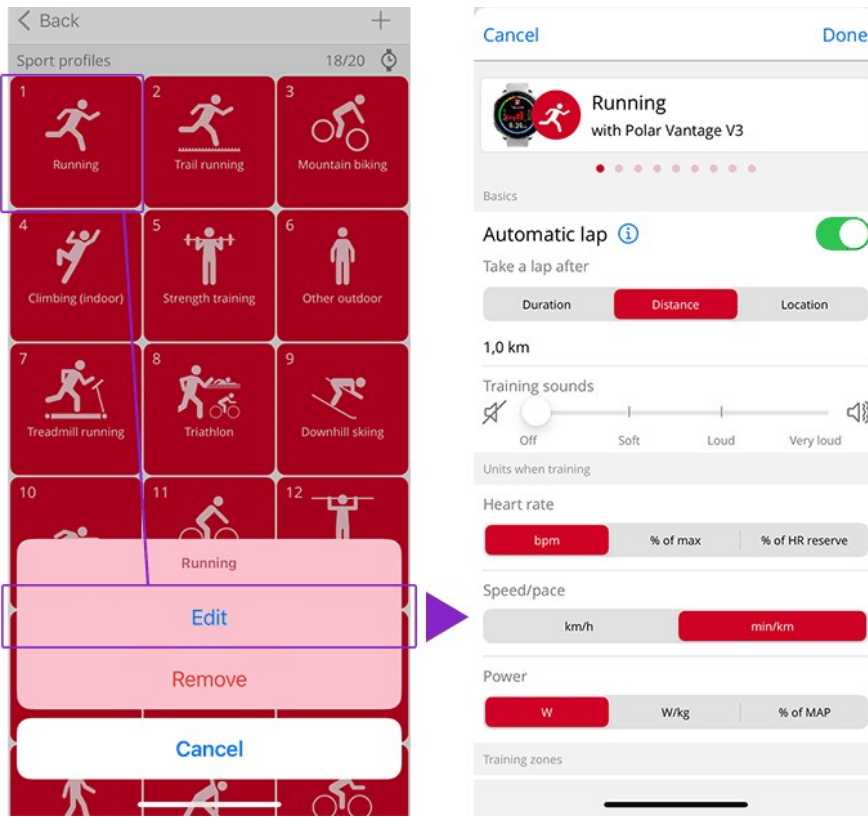 Back
Sport profiles 18/20
1 2 3
Running Trail running Mountain biking
4 5 6
Climbing (indoor) Strength training Other outdoor
7 8 9
Treadmill running Triathlon Downhill skiing
10 11 12
Running
Edit
Remove
Cancel
Cancel Done
Running
with Polar Vantage V3
Basics
Automatic lap
Take a lap after
Duration Distance Location
1,0 km
Training sounds
Off Soft Loud Very loud
Units when training
Heart rate
bpm % of max % of HR reserve
Speed/pace
km/h min/km
Power
W W/kg % of MAP
Training zones